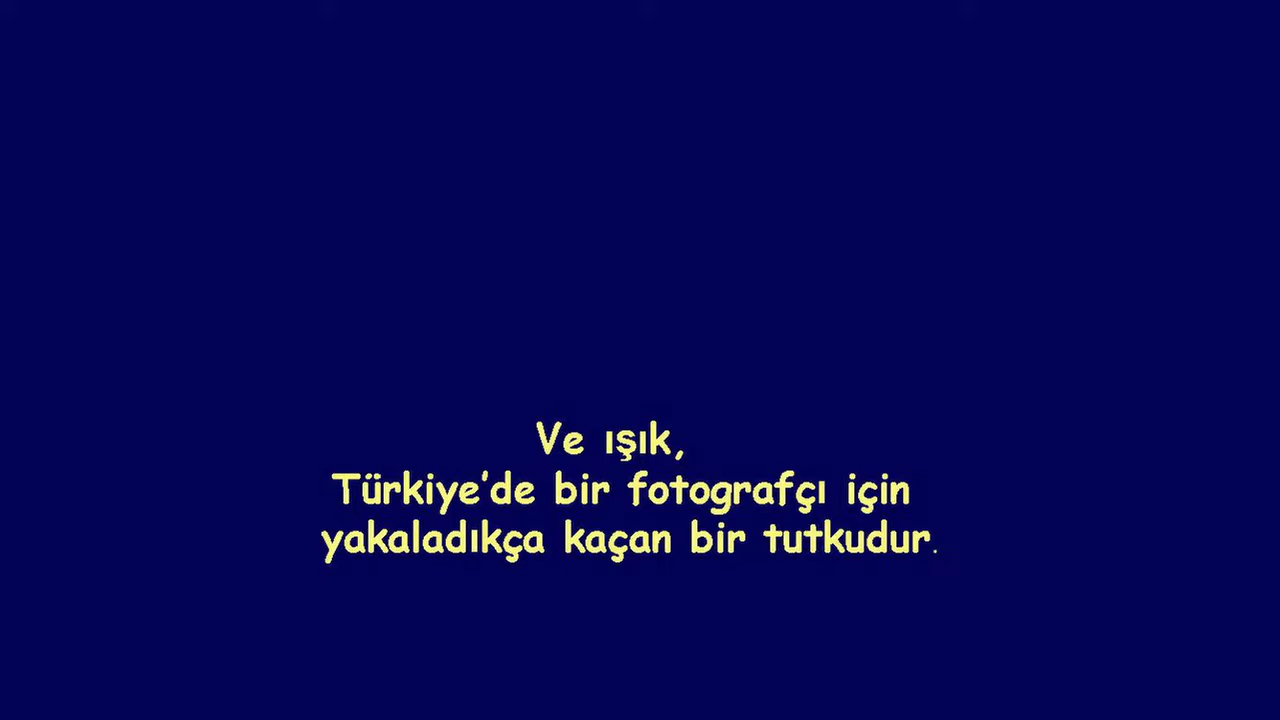 Ve ışık,
Türkiye’de bir fotografçı için
yakaladıkça kaçan bir tutkudur.